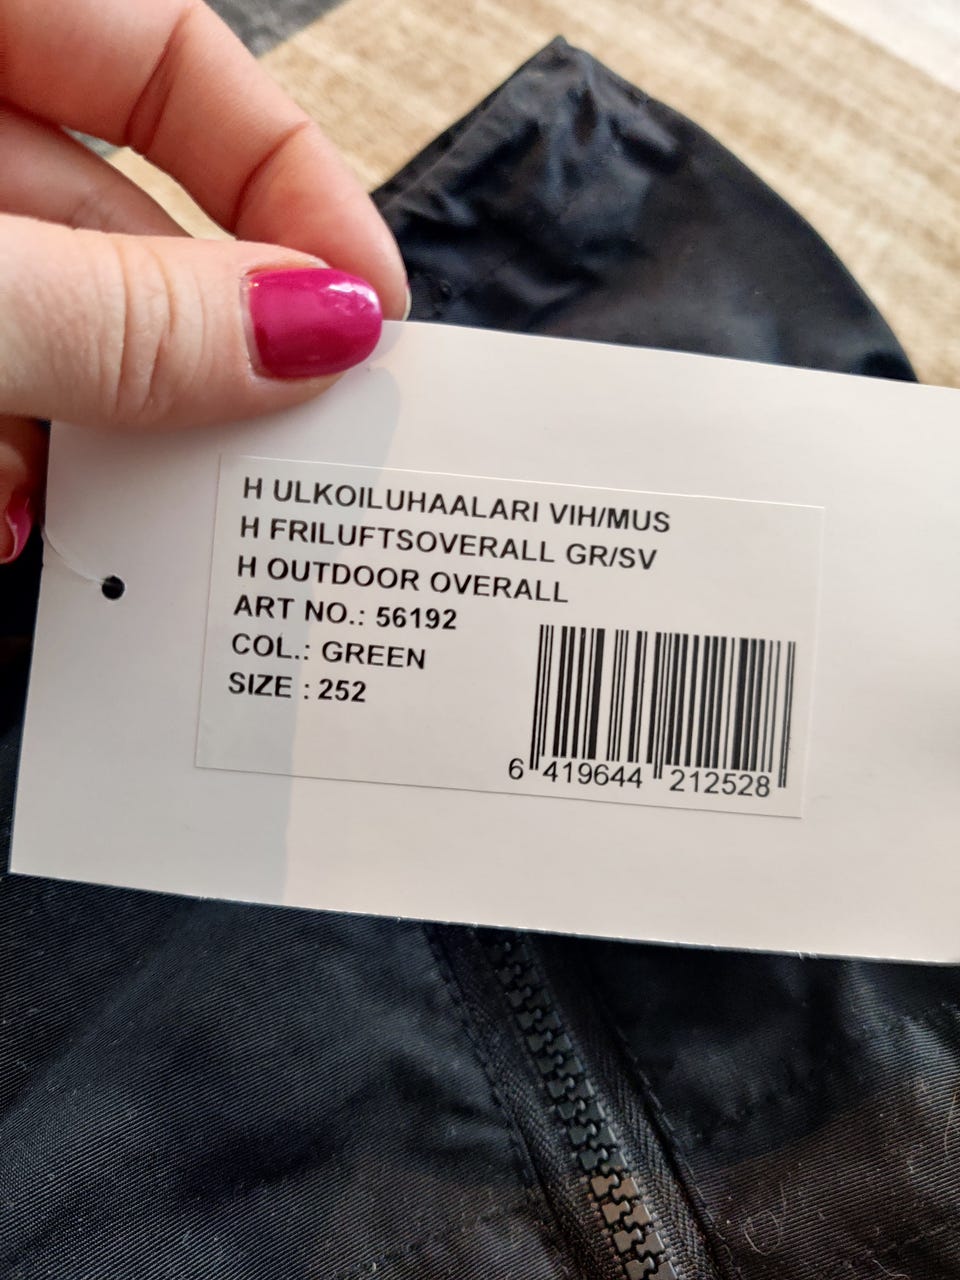 H ULKOILUHAALARI VIH/MUS
H FRILUFTSOVERALL GR/SV
H OUTDOOR OVERALL
ART NO.: 56192
COL.: GREEN
SIZE : 252
6 419644 212528